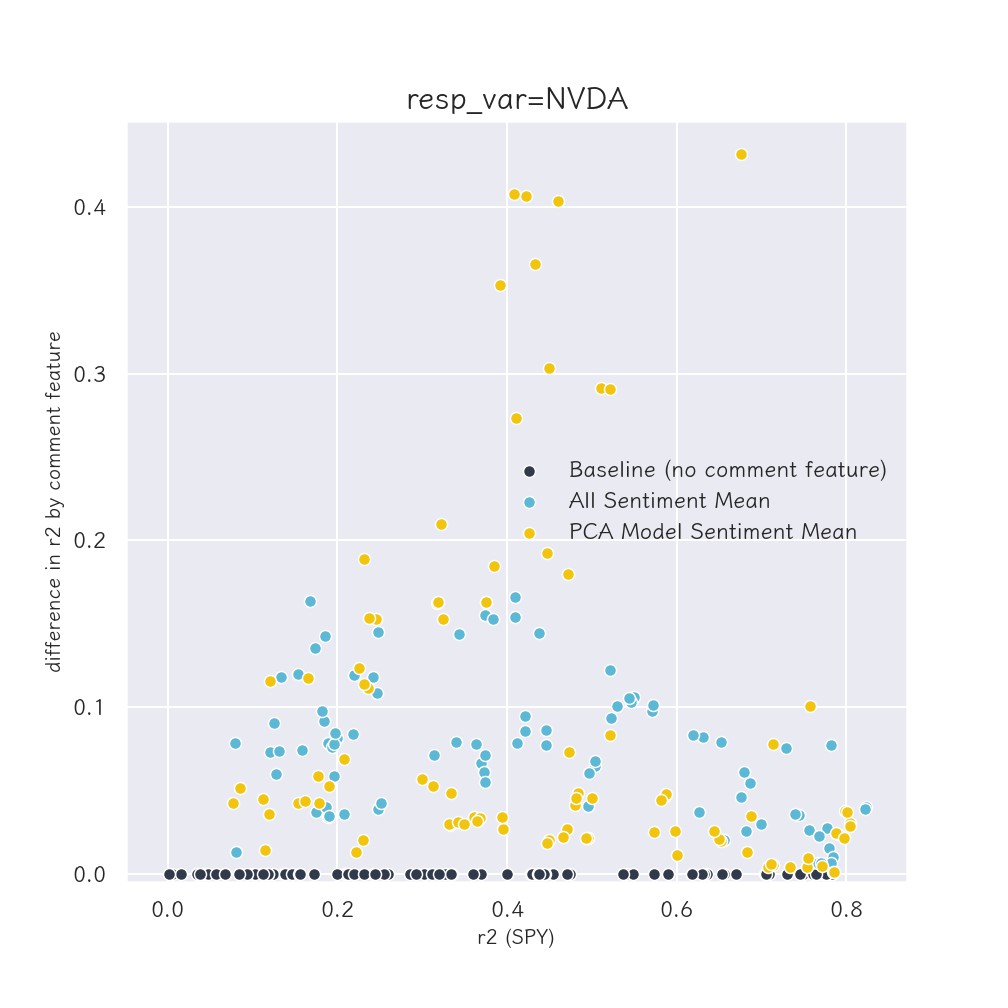 resp_var=NVDA
difference in r2 by comment feature
0.4
0.3
0.2
0.1
0.0
Baseline (no comment feature)
All Sentiment Mean
PCA Model Sentiment Mean
0.0 0.2 0.4 0.6 0.8
r2 (SPY)